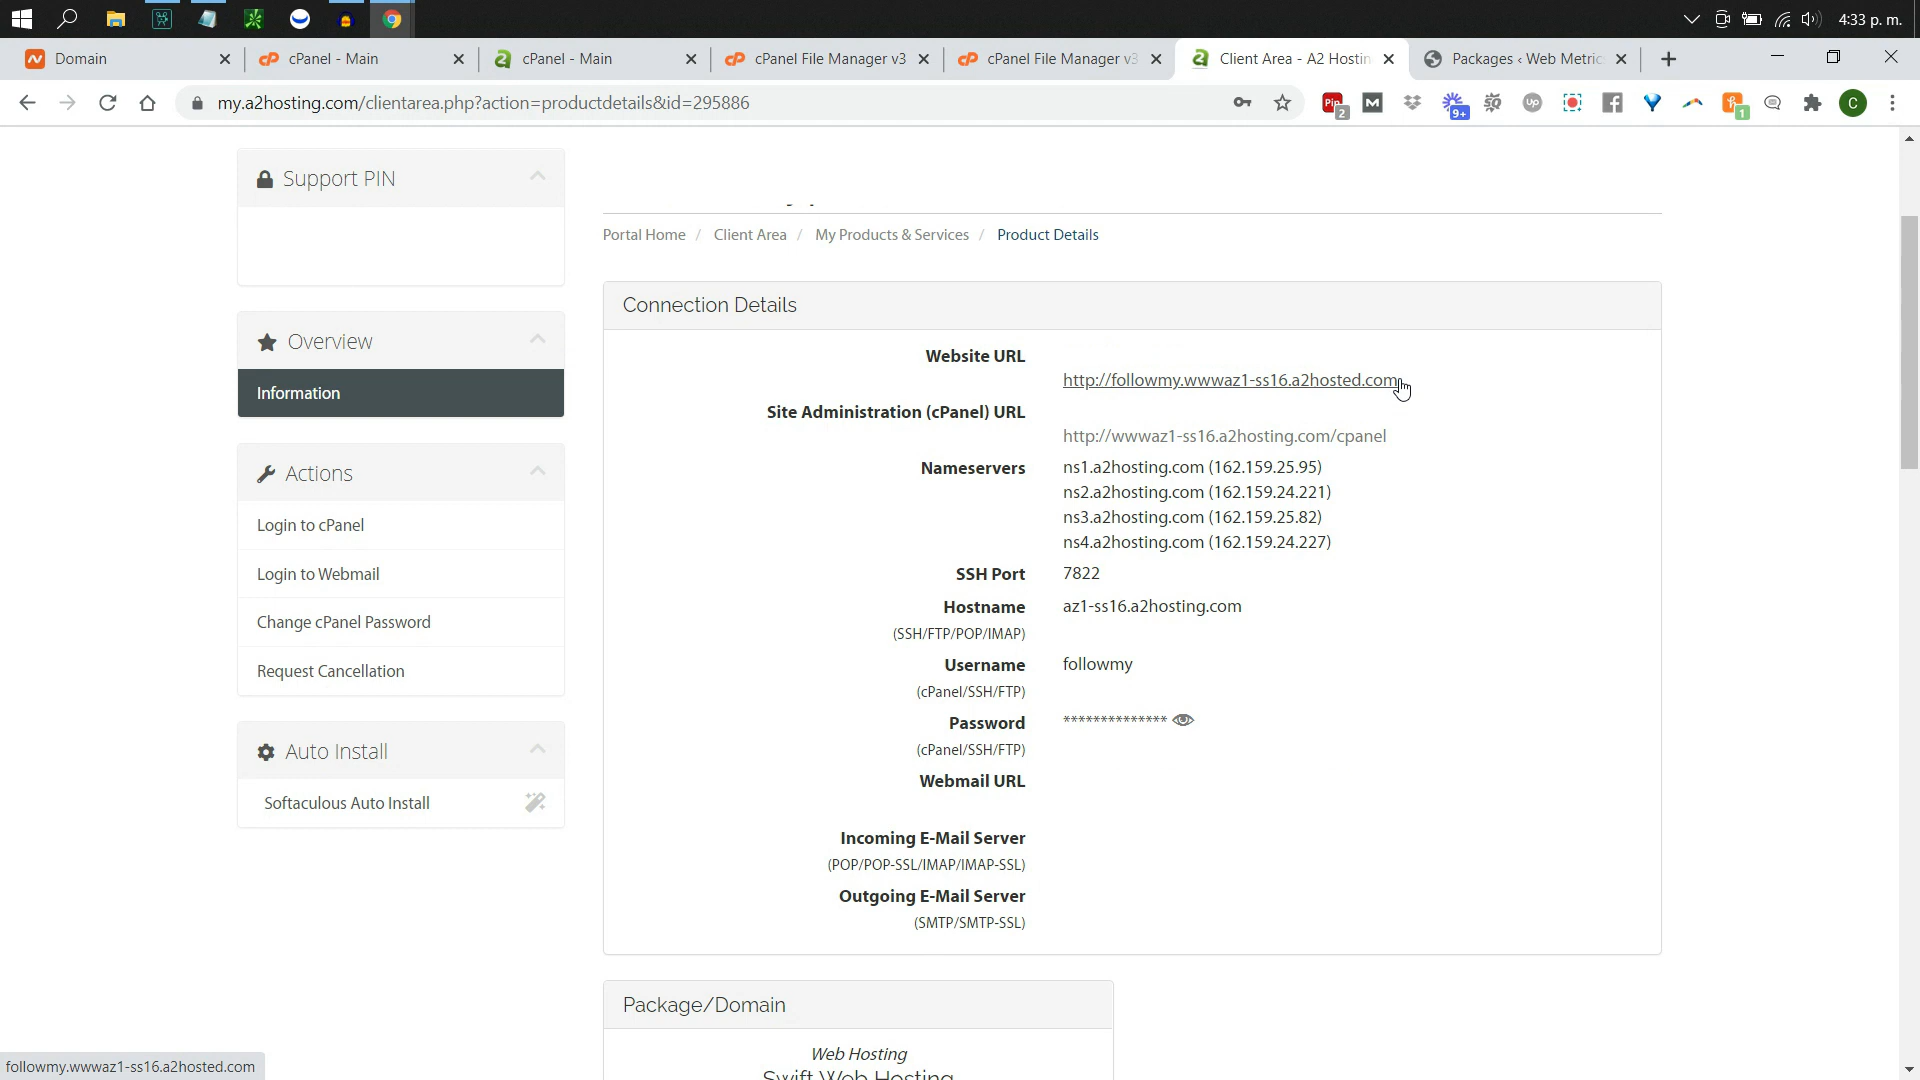 4:33 p. m.
Domain
cPanel - Main
cPanel - Main
cPanel File Manager v3
cPanel File Manager v3
Client Area - A2 Hostin
Packages ‹ Web Metric
my.a2hosting.com/clientarea.php?action=productdetails&id=295886
Pin
2
M
9+
UP
1
C
Support PIN
Overview
Information
Actions
Login to cPanel
Login to Webmail
Change cPanel Password
Request Cancellation
Auto Install
Softaculous Auto Install
Portal Home / Client Area / My Products & Services / Product Details
Connection Details
Website URL
http://followmy.wwwaz1-ss16.a2hosted.com
Site Administration (cPanel) URL
http://wwwaz1-ss16.a2hosting.com/cpanel
Nameservers ns1.a2hosting.com (162.159.25.95)
ns2.a2hosting.com (162.159.24.221)
ns3.a2hosting.com (162.159.25.82)
ns4.a2hosting.com (162.159.24.227)
SSH Port 7822
Hostname az1-ss16.a2hosting.com
(SSH/FTP/POP/IMAP)
Username followmy
(cPanel/SSH/FTP)
Password **************
(cPanel/SSH/FTP)
Webmail URL
Incoming E-Mail Server
(POP/POP-SSL/IMAP/IMAP-SSL)
Outgoing E-Mail Server
(SMTP/SMTP-SSL)
Package/Domain
Web Hosting
Swift Web Hosting
followmy.wwwaz1-ss16.a2hosted.com